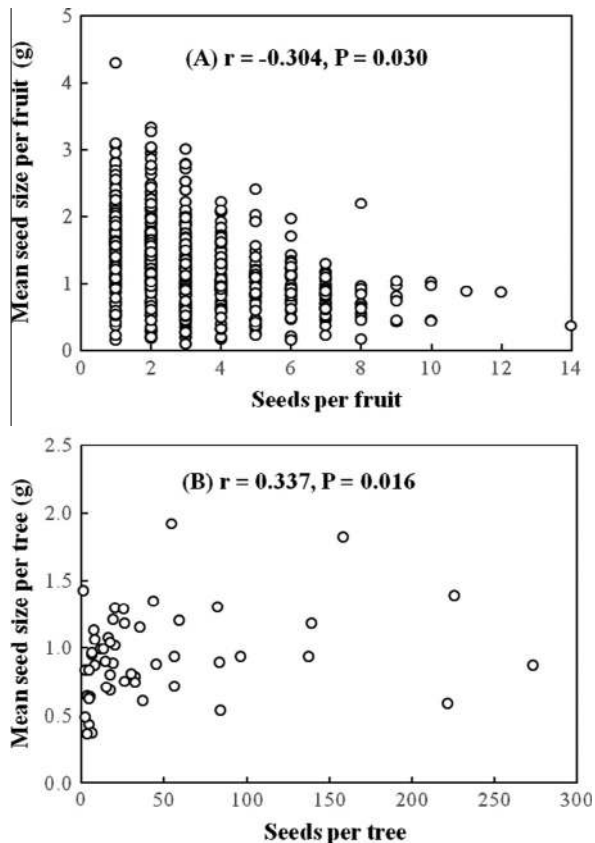 5
(A) r = -0.304, P = 0.030
4
3
2
1
0
Mean seed size per fruit (g)
0 2 4 6 8 10 12 14
Seeds per fruit
2.5
(B) r = 0.337, P = 0.016
2.0
1.5
1.0
0.5
0.0
Mean seed size per tree (g)
0 50 100 150 200 250 300
Seeds per tree